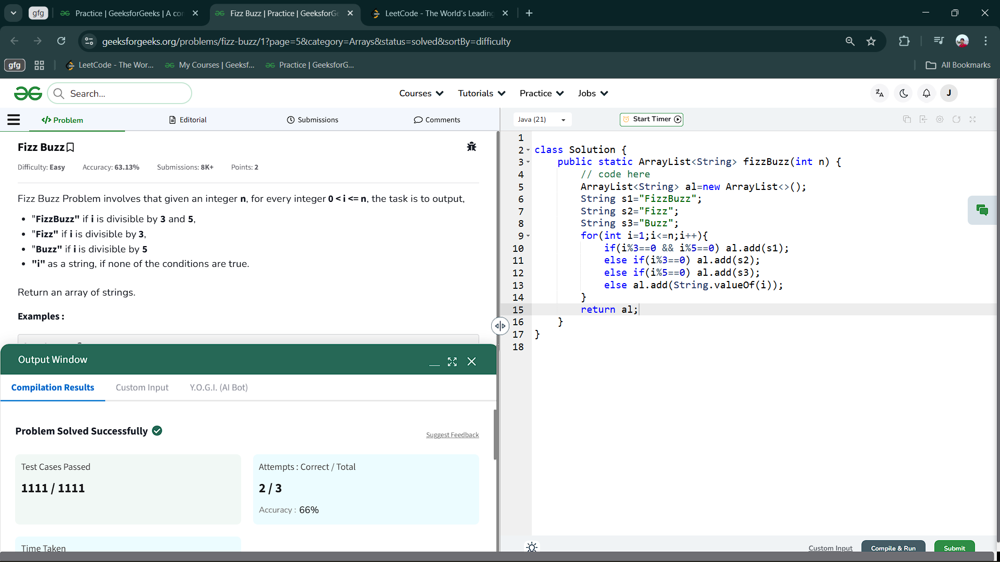 gfg
Practice | GeeksforGeeks | A co
Fizz Buzz | Practice | GeeksforGe
LeetCode - The World's Leading
geeksforgeeks.org/problems/fizz-buzz/1?page=5&category=Arrays&status=solved&sortBy=difficulty
gfg
LeetCode - The Wor...
My Courses | Geeksf...
Practice | GeeksforG...
All Bookmarks
Search...
Courses
Tutorials
Practice
Jobs
J
</> Problem
Editorial
Submissions
Comments
Java (21)
Start Timer
Fizz Buzz
Difficulty: Easy
Accuracy: 63.13%
Submissions: 8K+
Points: 2
Fizz Buzz Problem involves that given an integer n, for every integer 0 < i <= n, the task is to output,
• "FizzBuzz" if i is divisible by 3 and 5,
• "Fizz" if i is divisible by 3,
• "Buzz" if i is divisible by 5
• "i" as a string, if none of the conditions are true.
Return an array of strings.
Examples :
Output Window
Compilation Results
Custom Input
Y.O.G.I. (AI Bot)
Problem Solved Successfully
Suggest Feedback
Test Cases Passed
1111 / 1111
Attempts : Correct / Total
2 / 3
Accuracy : 66%
Time Taken
1
2 class Solution {
3     public static ArrayList<String> fizzBuzz(int n) {
4         // code here
5         ArrayList<String> al=new ArrayList<>();
6         String s1="FizzBuzz";
7         String s2="Fizz";
8         String s3="Buzz";
9         for(int i=1;i<=n;i++){
10             if(i%3==0 && i%5==0) al.add(s1);
11             else if(i%3==0) al.add(s2);
12             else if(i%5==0) al.add(s3);
13             else al.add(String.valueOf(i));
14         }
15         return al;
16     }
17 }
18
Custom Input
Compile & Run
Submit